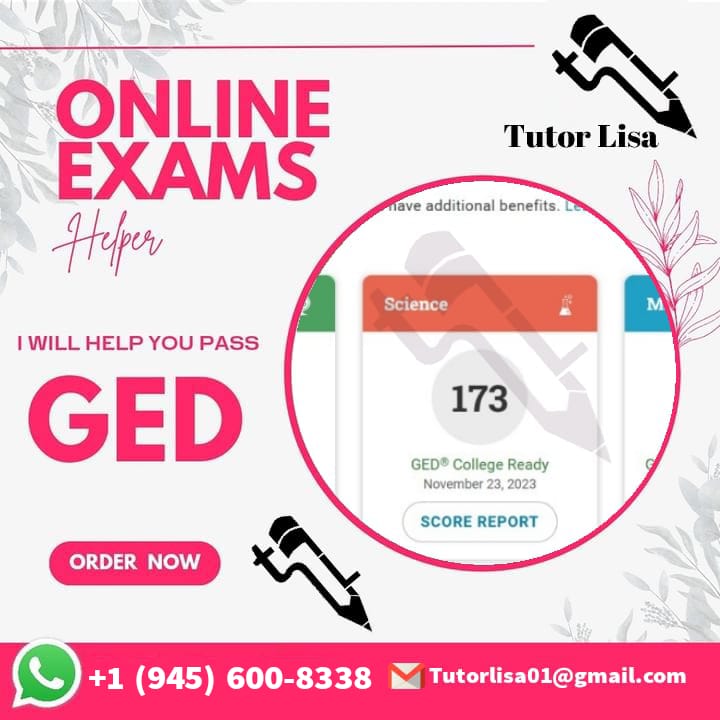 Tutor Lisa
ONLINE
EXAMS
Helper
have additional benefits.
Science
173
GED® College Ready
November 23, 2023
SCORE REPORT
I WILL HELP YOU PASS
GED
ORDER NOW
+1 (945) 600-8338
Tutorlisa01@gmail.com